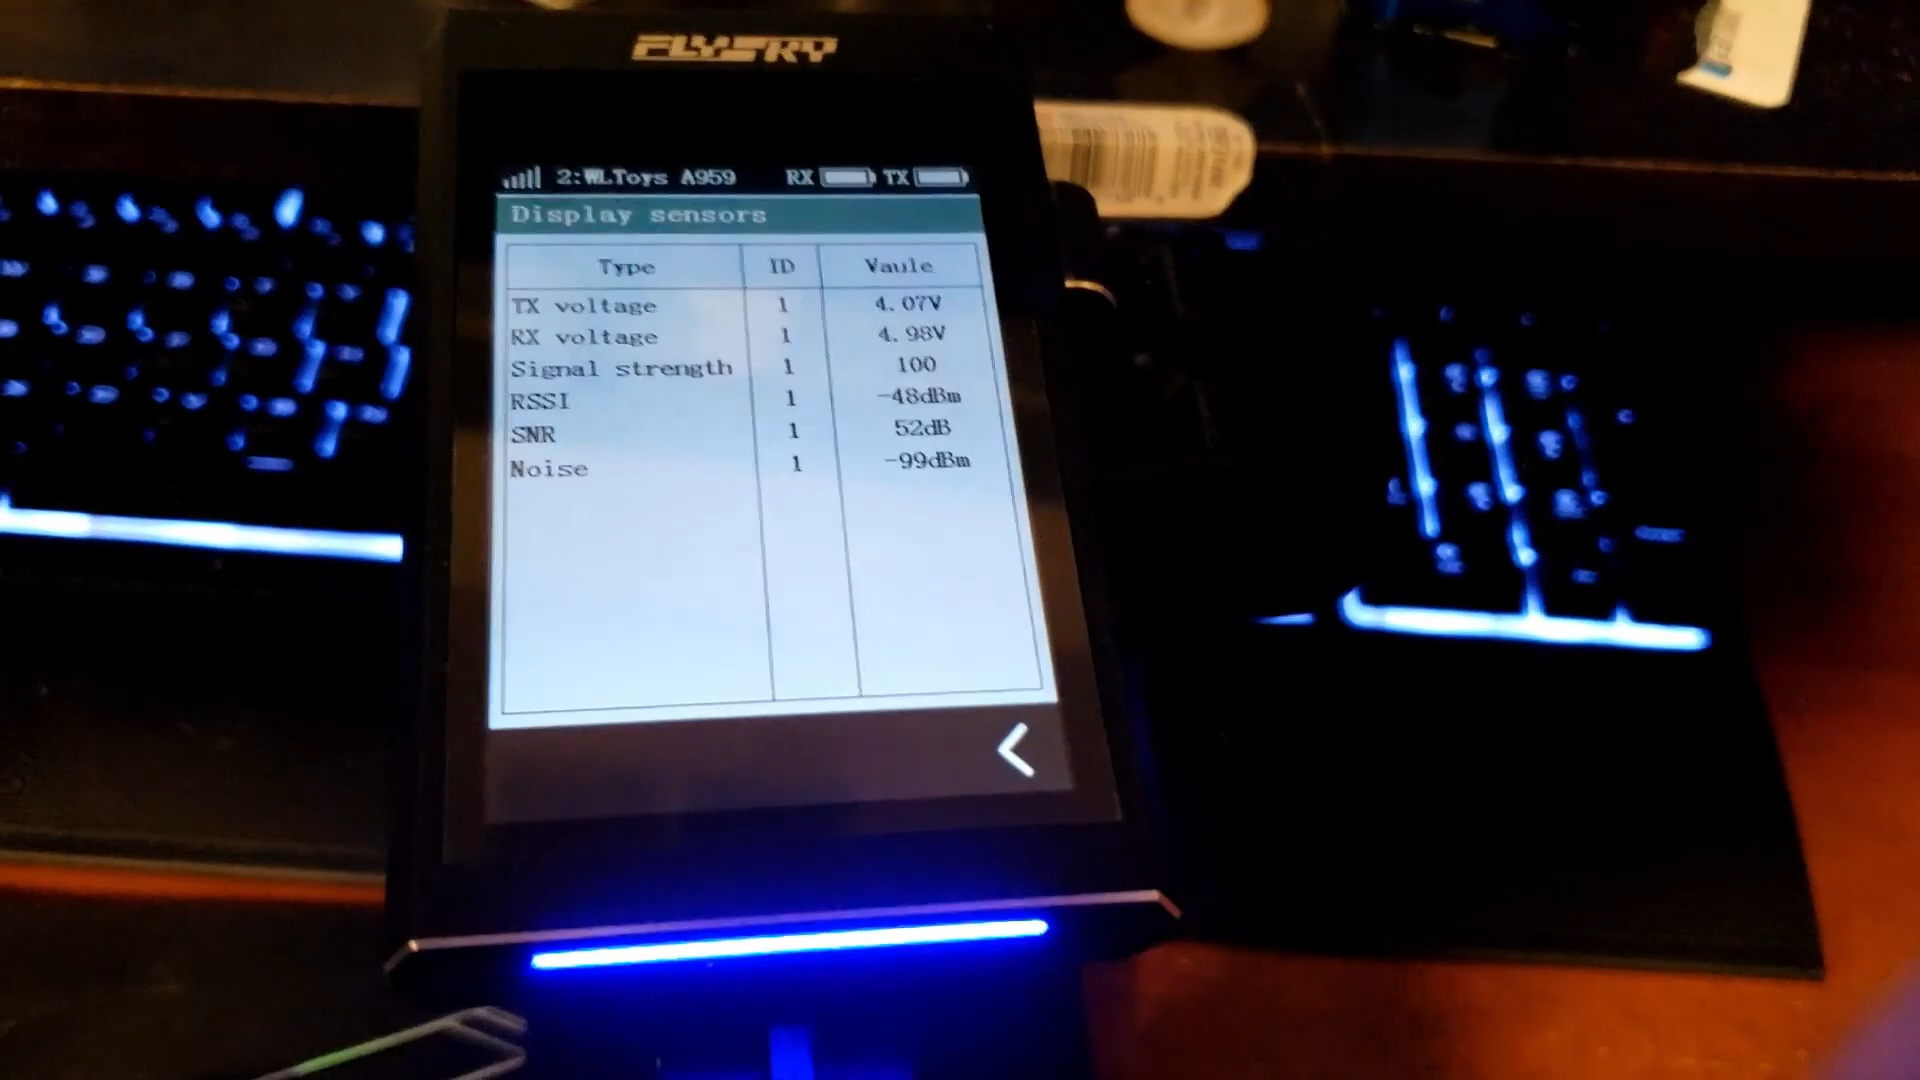 FLYSKY
2:WLToys A959 RX TX
Display sensors
Type ID Vaule
TX voltage 1 4.07V
RX voltage 1 4.98V
Signal strength 1 100
RSSI 1 -48dBm
SNR 1 52dB
Noise 1 -99dBm